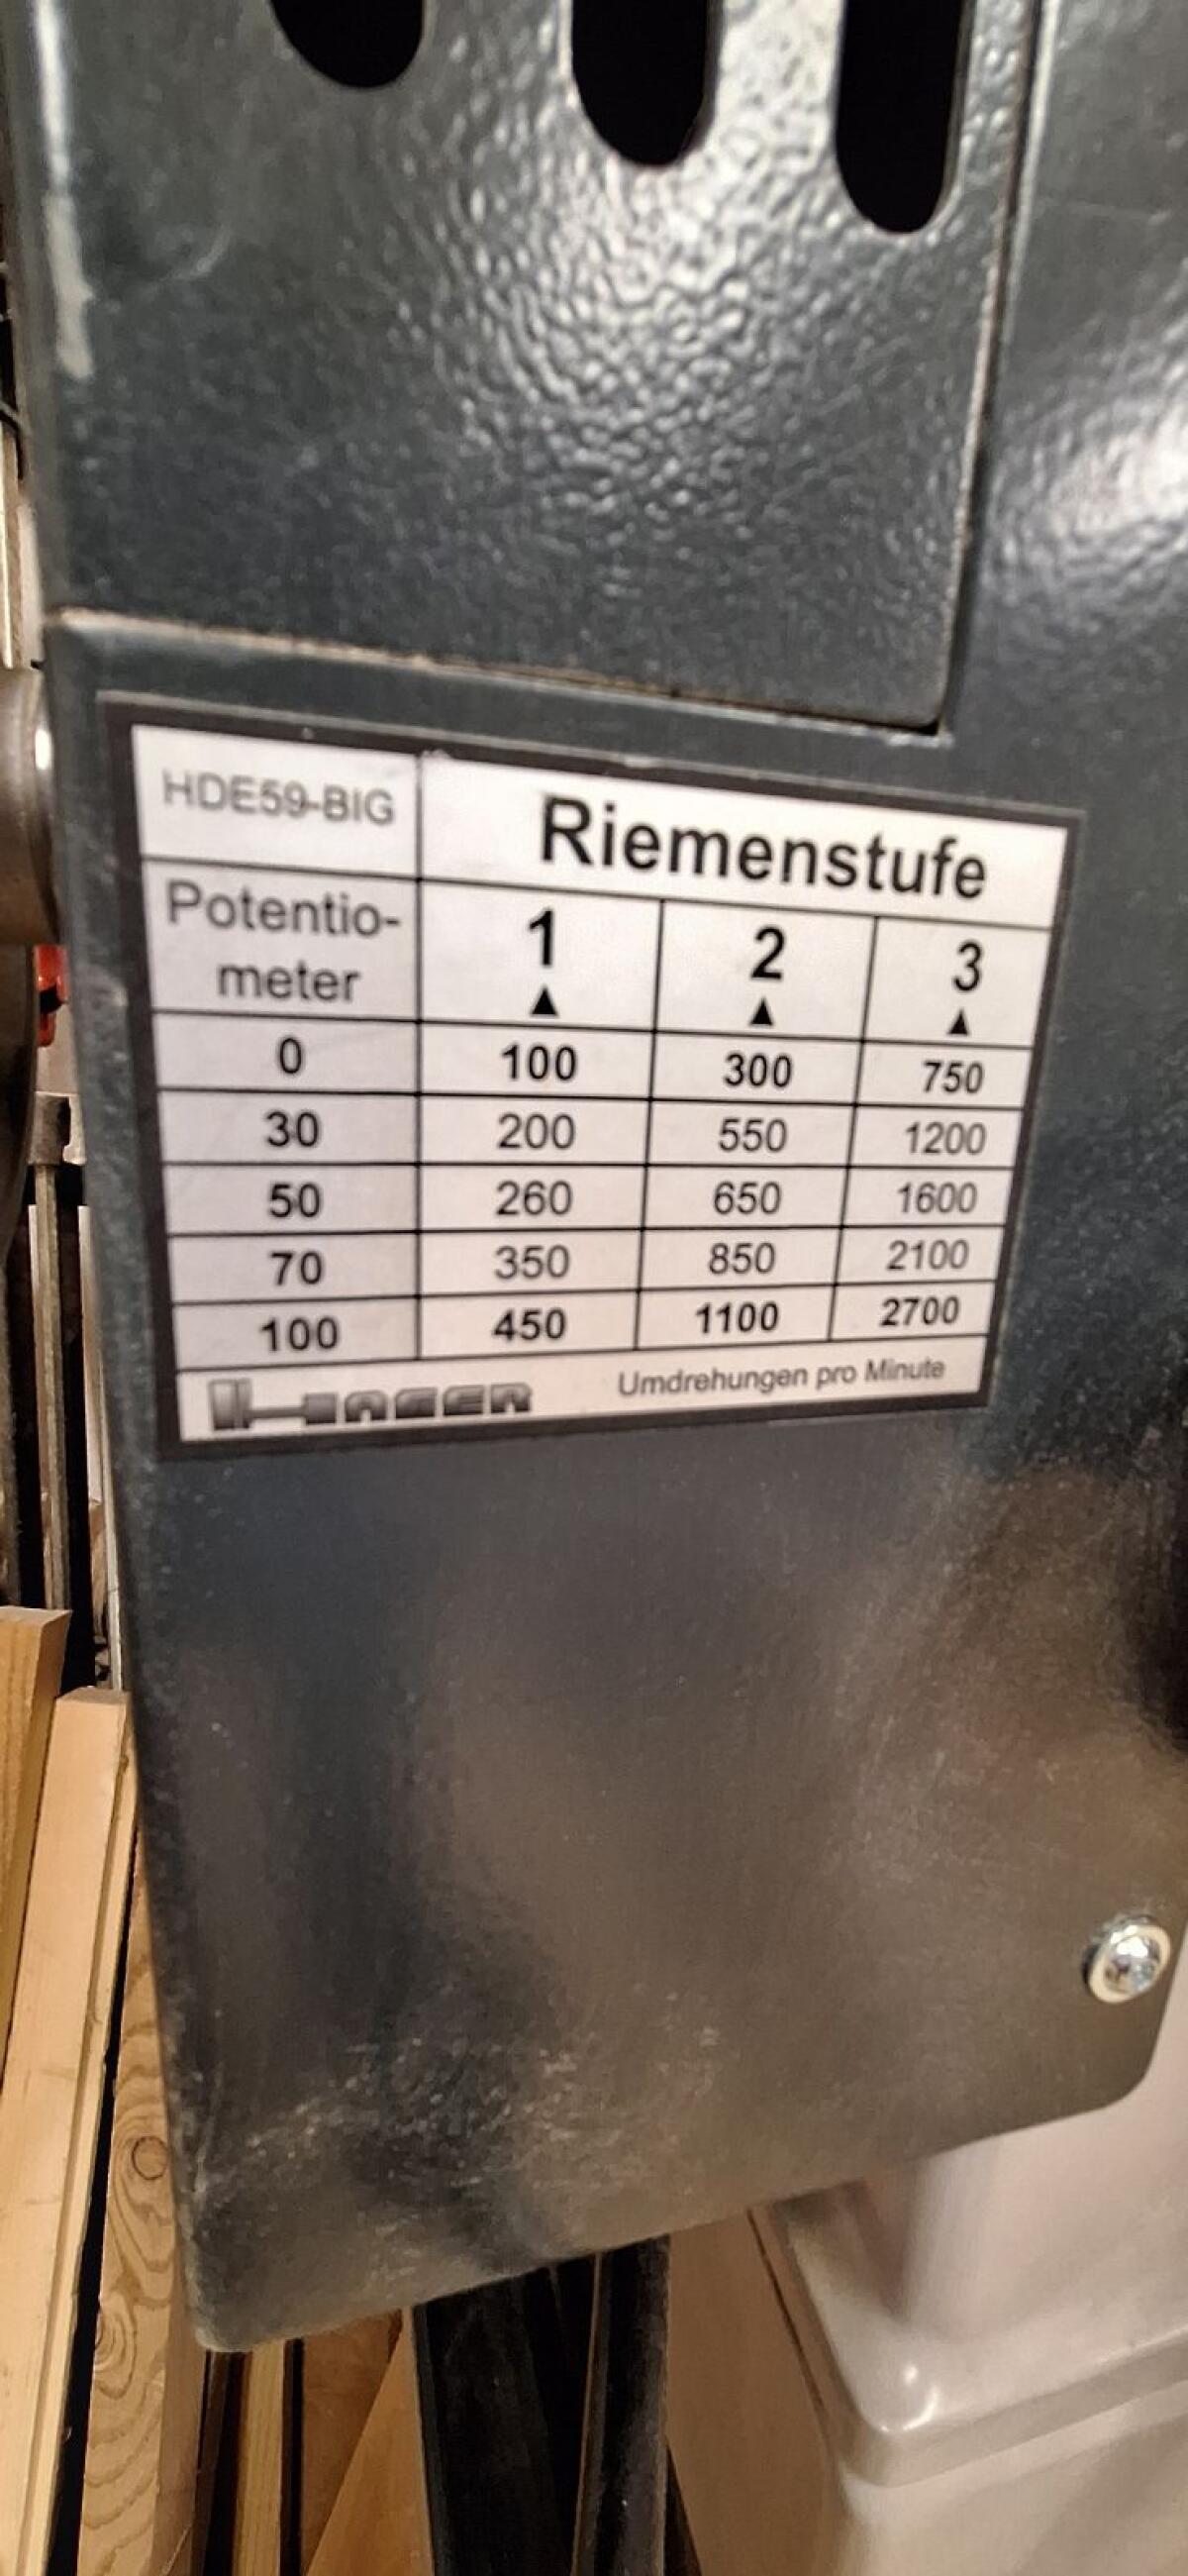 HDE59-BIG Riemenstufe
Potentio-
meter 1 2 3
▲ ▲ ▲
0 100 300 750
30 200 550 1200
50 260 650 1600
70 350 850 2100
100 450 1100 2700
HAGER Umdrehungen pro Minute